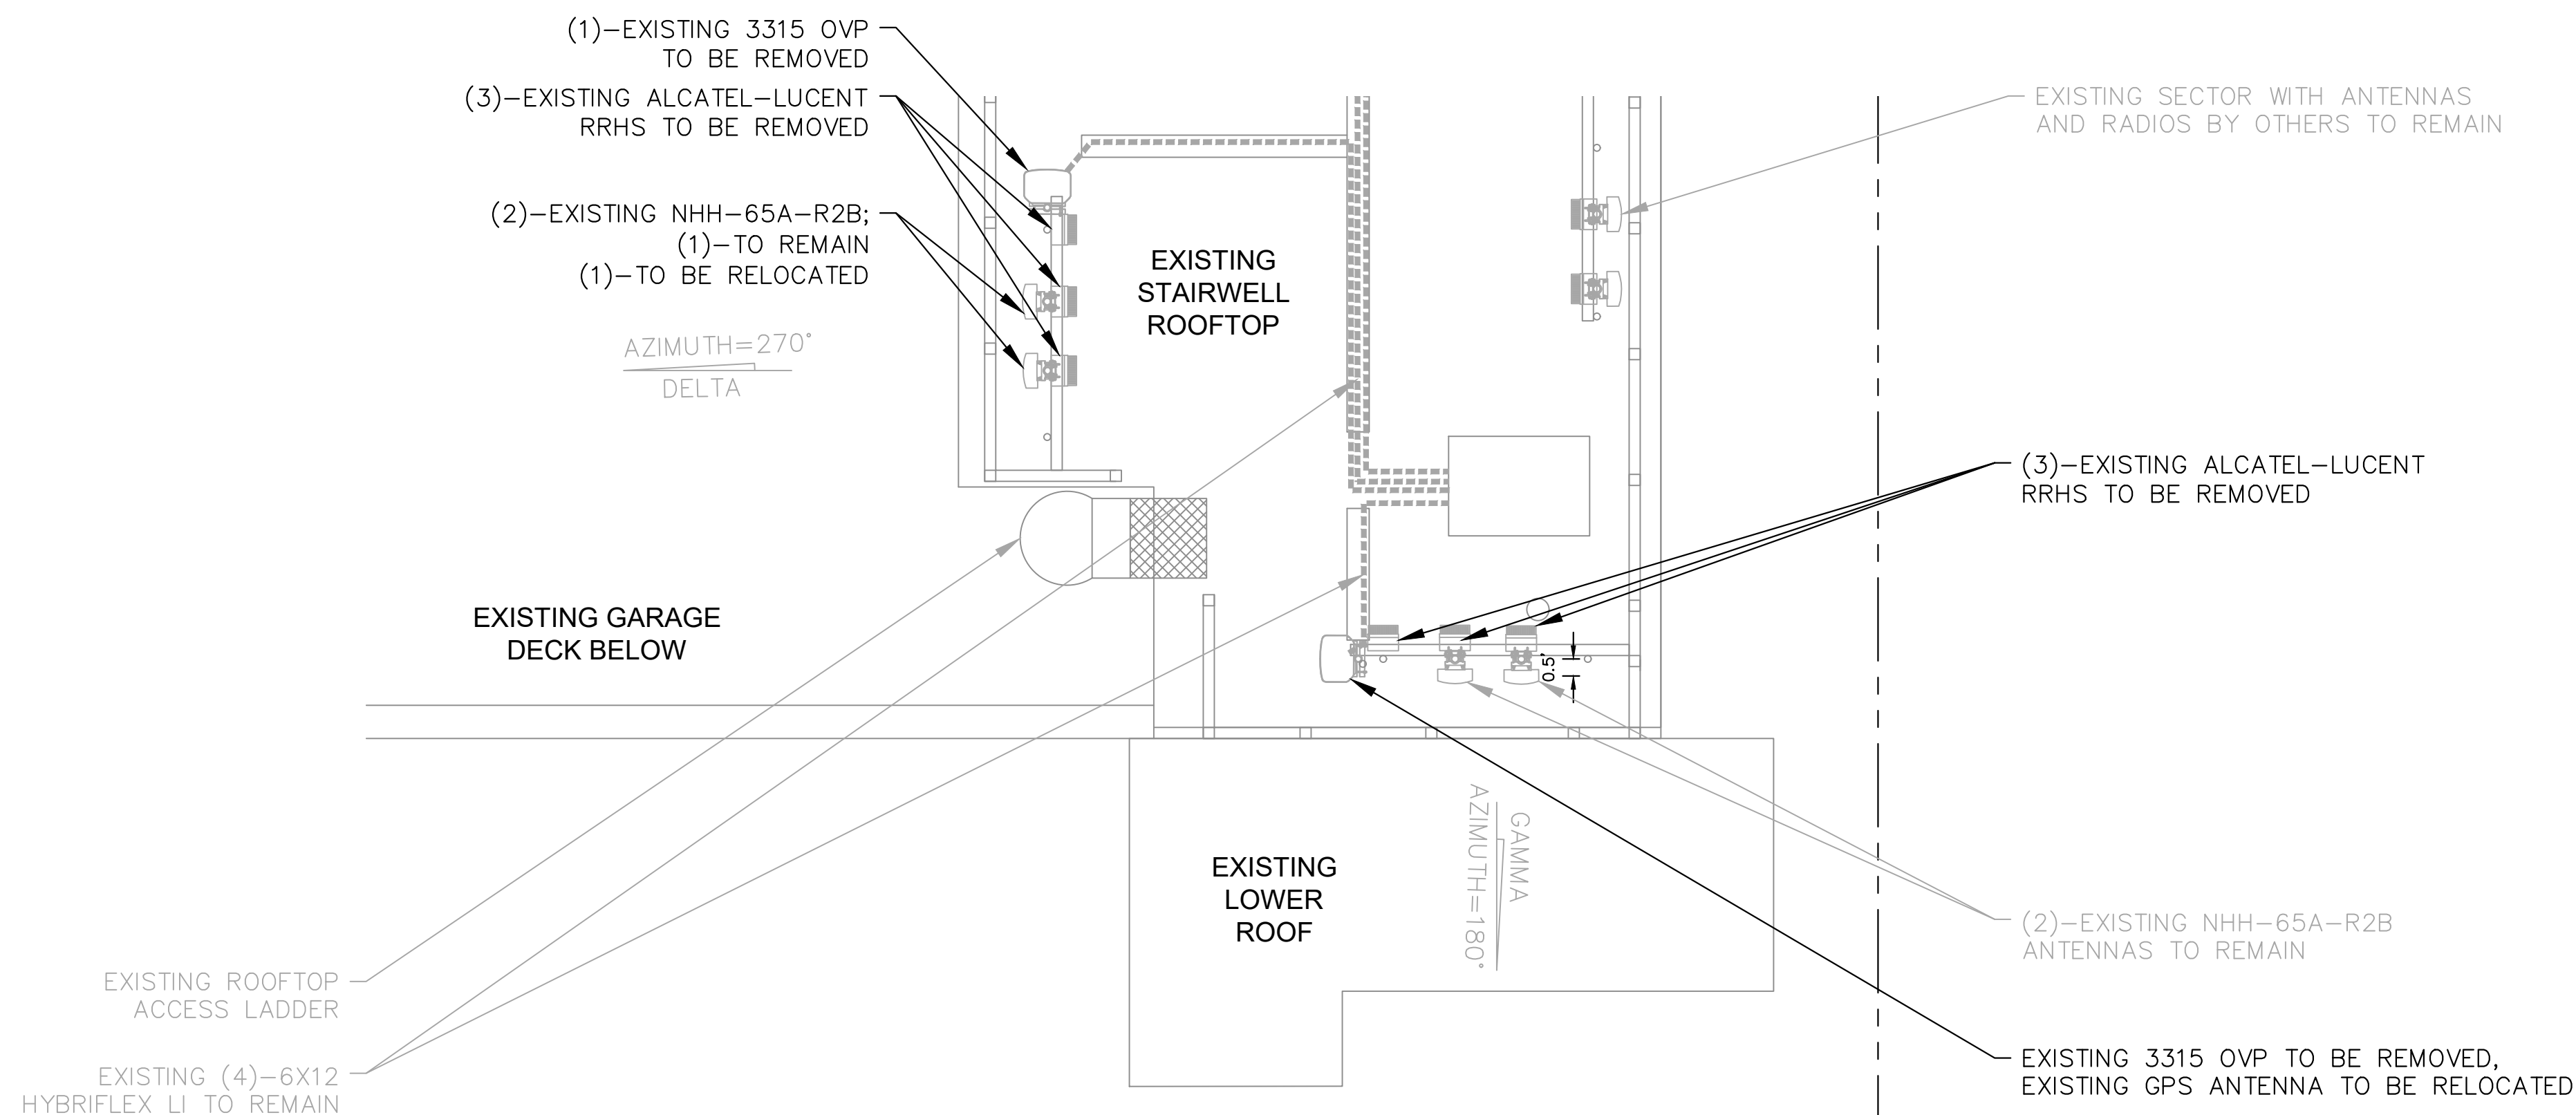 (1)-EXISTING 3315 OVP
TO BE REMOVED
(3)-EXISTING ALCATEL-LUCENT
RRHS TO BE REMOVED
(2)-EXISTING NHH-65A-R2B;
(1)-TO REMAIN
(1)-TO BE RELOCATED
AZIMUTH=270°
DELTA
EXISTING
STAIRWELL
ROOFTOP
EXISTING SECTOR WITH ANTENNAS
AND RADIOS BY OTHERS TO REMAIN
(3)-EXISTING ALCATEL-LUCENT
RRHS TO BE REMOVED
EXISTING GARAGE
DECK BELOW
0.5'
GAMMA
AZIMUTH=180°
EXISTING
LOWER
ROOF
(2)-EXISTING NHH-65A-R2B
ANTENNAS TO REMAIN
EXISTING ROOFTOP
ACCESS LADDER
EXISTING (4)-6X12
HYBRIFLEX LI TO REMAIN
EXISTING 3315 OVP TO BE REMOVED,
EXISTING GPS ANTENNA TO BE RELOCATED